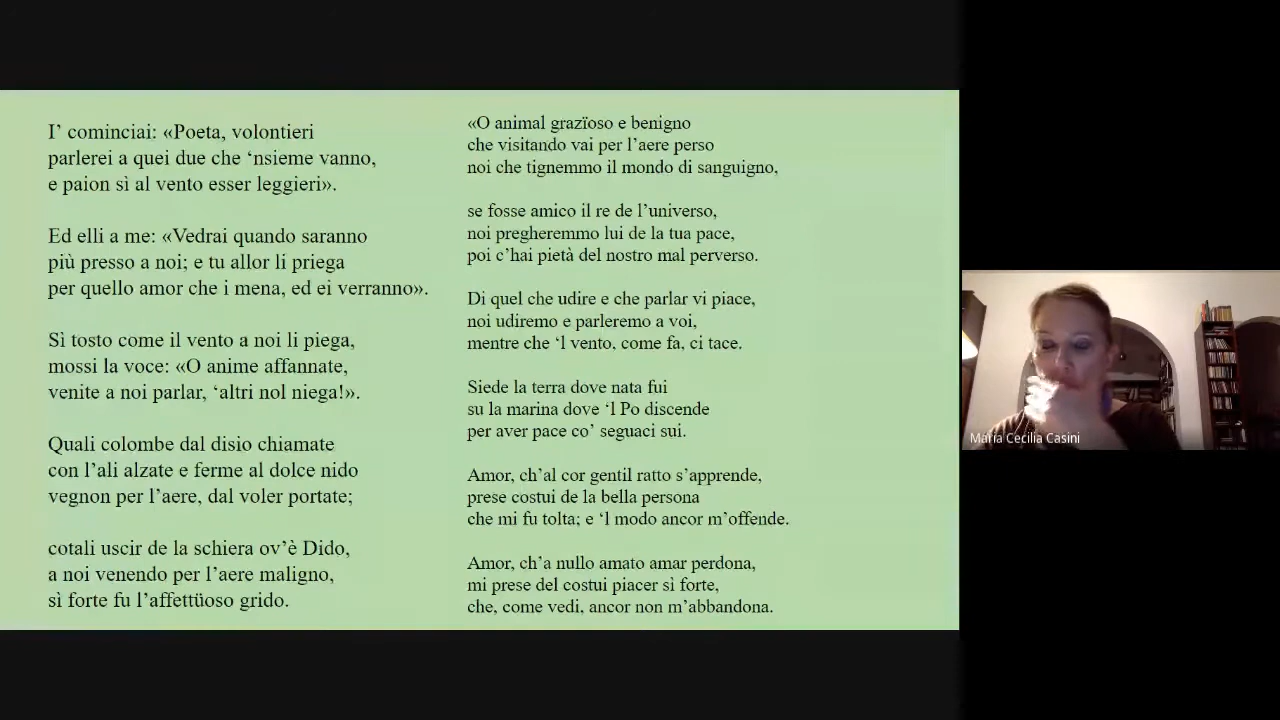 I’ cominciai: «Poeta, volontieri
parlerei a quei due che ‘nsieme vanno,
e paion sì al vento esser leggieri».
Ed elli a me: «Vedrai quando saranno
più presso a noi; e tu allor li priega
per quello amor che i mena, ed ei verranno».
Sì tosto come il vento a noi li piega,
mossi la voce: «O anime affannate,
venite a noi parlar, ‘altri nol niega!».
Quali colombe dal disio chiamate
con l’ali alzate e ferme al dolce nido
vegnon per l’aere, dal voler portate;
cotali uscir de la schiera ov’è Dido,
a noi venendo per l’aere maligno,
sì forte fu l’affettüoso grido.
«O animal grazïoso e benigno
che visitando vai per l’aere perso
noi che tignemmo il mondo di sanguigno,
se fosse amico il re de l’universo,
noi pregheremmo lui de la tua pace,
poi c’hai pietà del nostro mal perverso.
Di quel che udire e che parlar vi piace,
noi udiremo e parleremo a voi,
mentre che ‘l vento, come fa, ci tace.
Siede la terra dove nata fui
su la marina dove ‘l Po discende
per aver pace co’ seguaci sui.
Amor, ch’al cor gentil ratto s’apprende,
prese costui de la bella persona
che mi fu tolta; e ‘l modo ancor m’offende.
Amor, ch’a nullo amato amar perdona,
mi prese del costui piacer sì forte,
che, come vedi, ancor non m’abbandona.
Maria Cecilia Casini